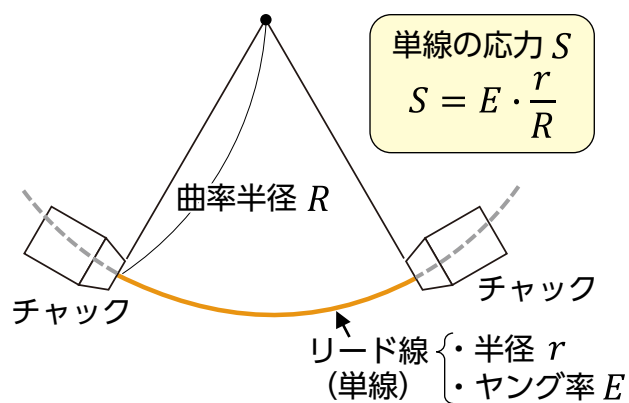 単線の応力 S
S = E · r/R
曲率半径 R
チャック
チャック
リード線
(単線)
・半径 r
・ヤング率 E